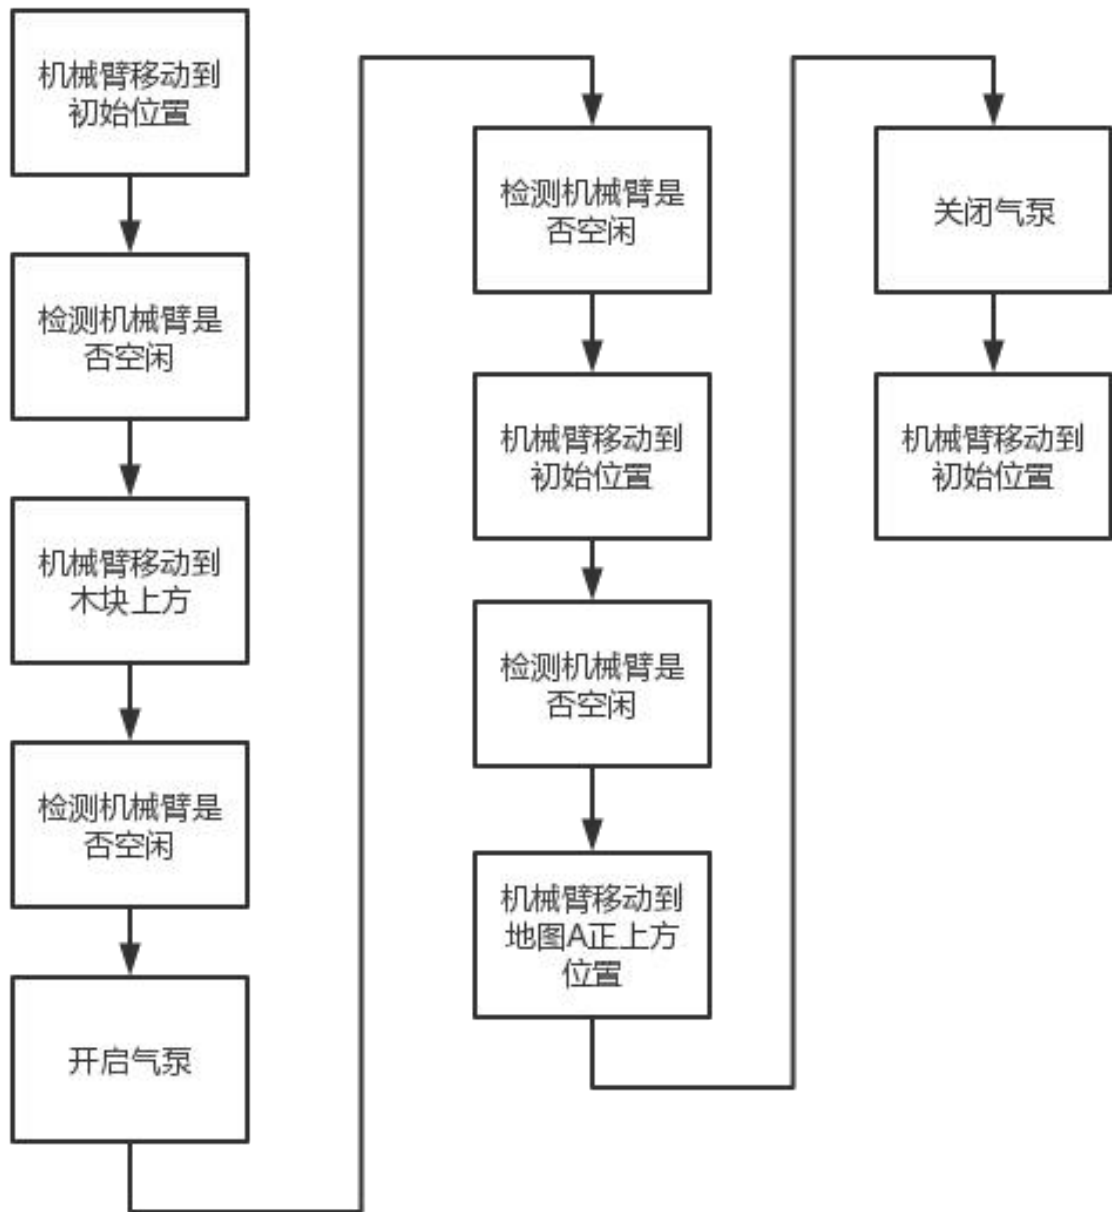 机械臂移动到
初始位置
检测机械臂是
否空闲
机械臂移动到
木块上方
检测机械臂是
否空闲
开启气泵
检测机械臂是
否空闲
机械臂移动到
初始位置
检测机械臂是
否空闲
机械臂移动到
地图A正上方
位置
关闭气泵
机械臂移动到
初始位置